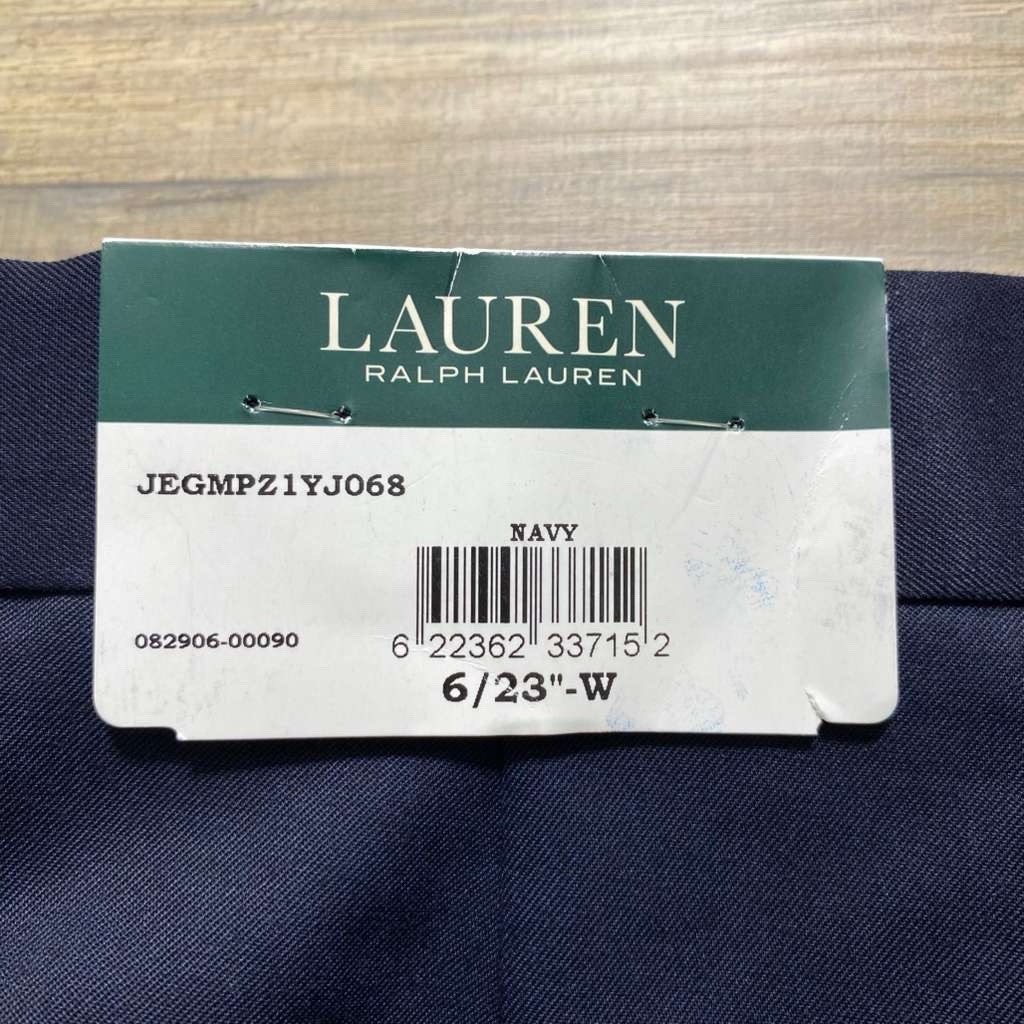 LAUREN
RALPH LAUREN
JEGMPZ1YJ068
NAVY
082906-00090
6 22362 33715 2
6/23"-W